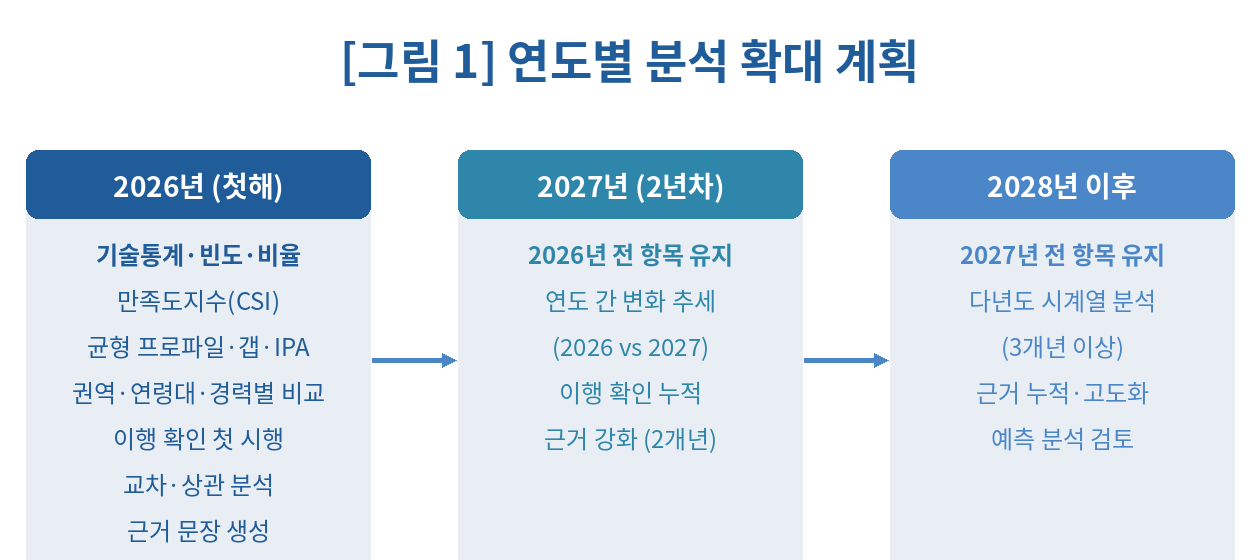 [그림 1] 연도별 분석 확대 계획
2026년 (첫해)
기술통계·빈도·비율
만족도지수(CSI)
균형 프로파일·갭·IPA
권역·연령대·경력별 비교
이행 확인 첫 시행
교차·상관 분석
근거 문장 생성
2027년 (2년차)
2026년 전 항목 유지
연도 간 변화 추세
(2026 vs 2027)
이행 확인 누적
근거 강화 (2개년)
2028년 이후
2027년 전 항목 유지
다년도 시계열 분석
(3개년 이상)
근거 누적·고도화
예측 분석 검토